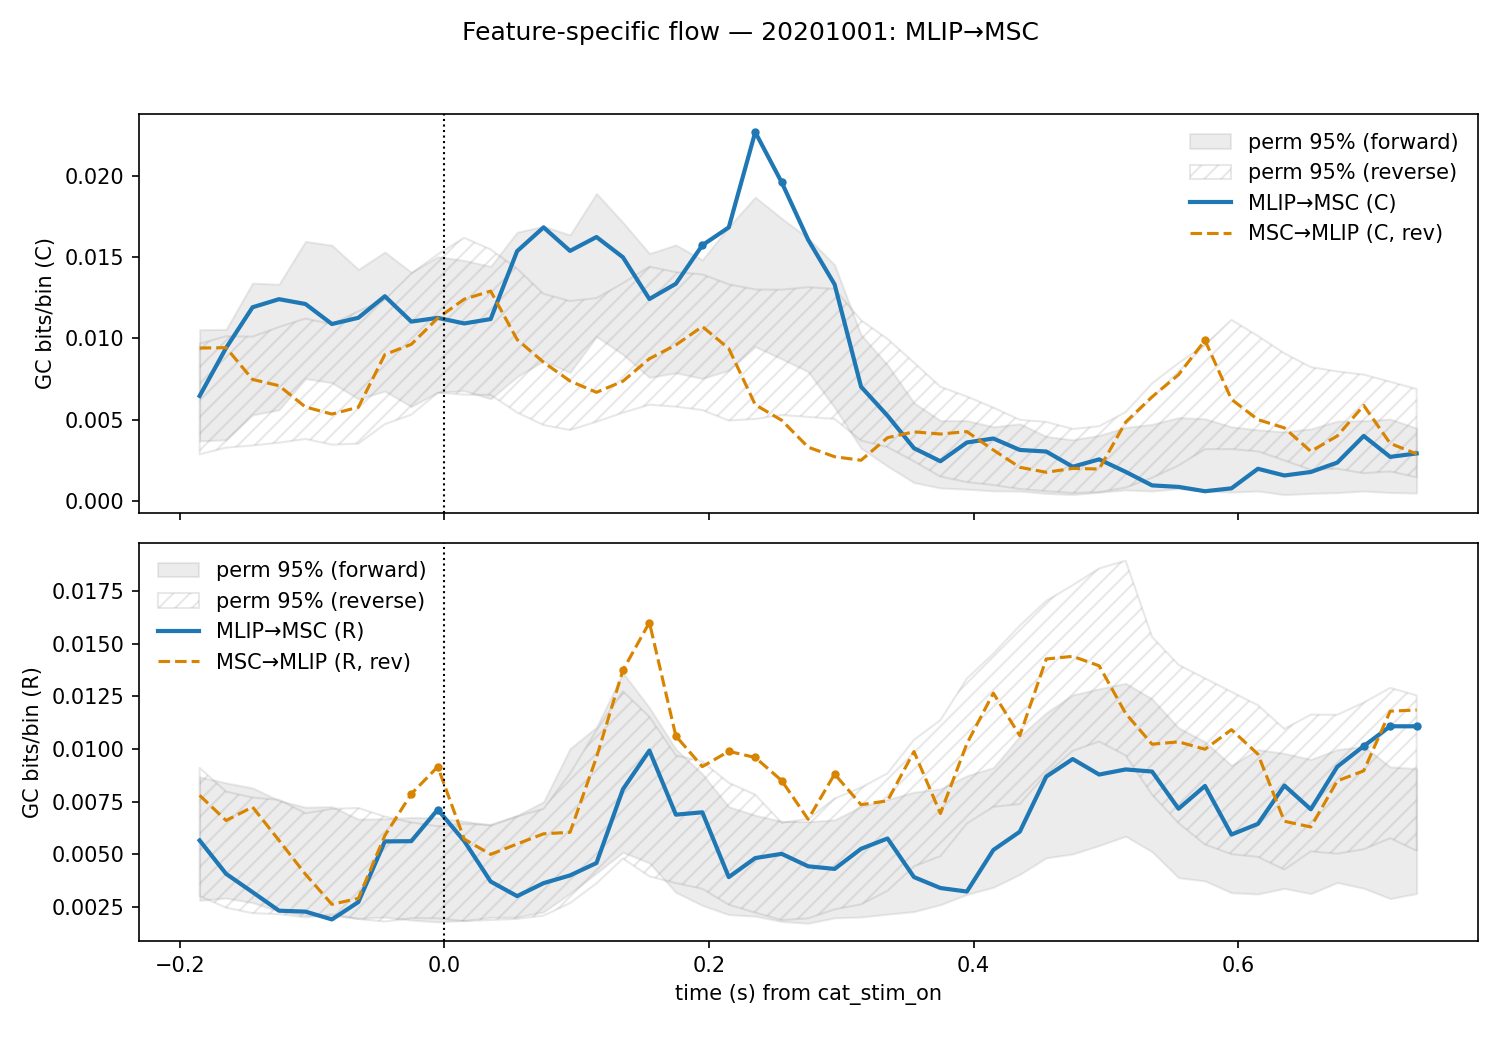 Feature-specific flow — 20201001: MLIP→MSC
GC bits/bin (C)
0.020
0.015
0.010
0.005
0.000
perm 95% (forward)
perm 95% (reverse)
MLIP→MSC (C)
MSC→MLIP (C, rev)
GC bits/bin (R)
0.0175
0.0150
0.0125
0.0100
0.0075
0.0050
0.0025
perm 95% (forward)
perm 95% (reverse)
MLIP→MSC (R)
MSC→MLIP (R, rev)
−0.2 0.0 0.2 0.4 0.6
time (s) from cat_stim_on